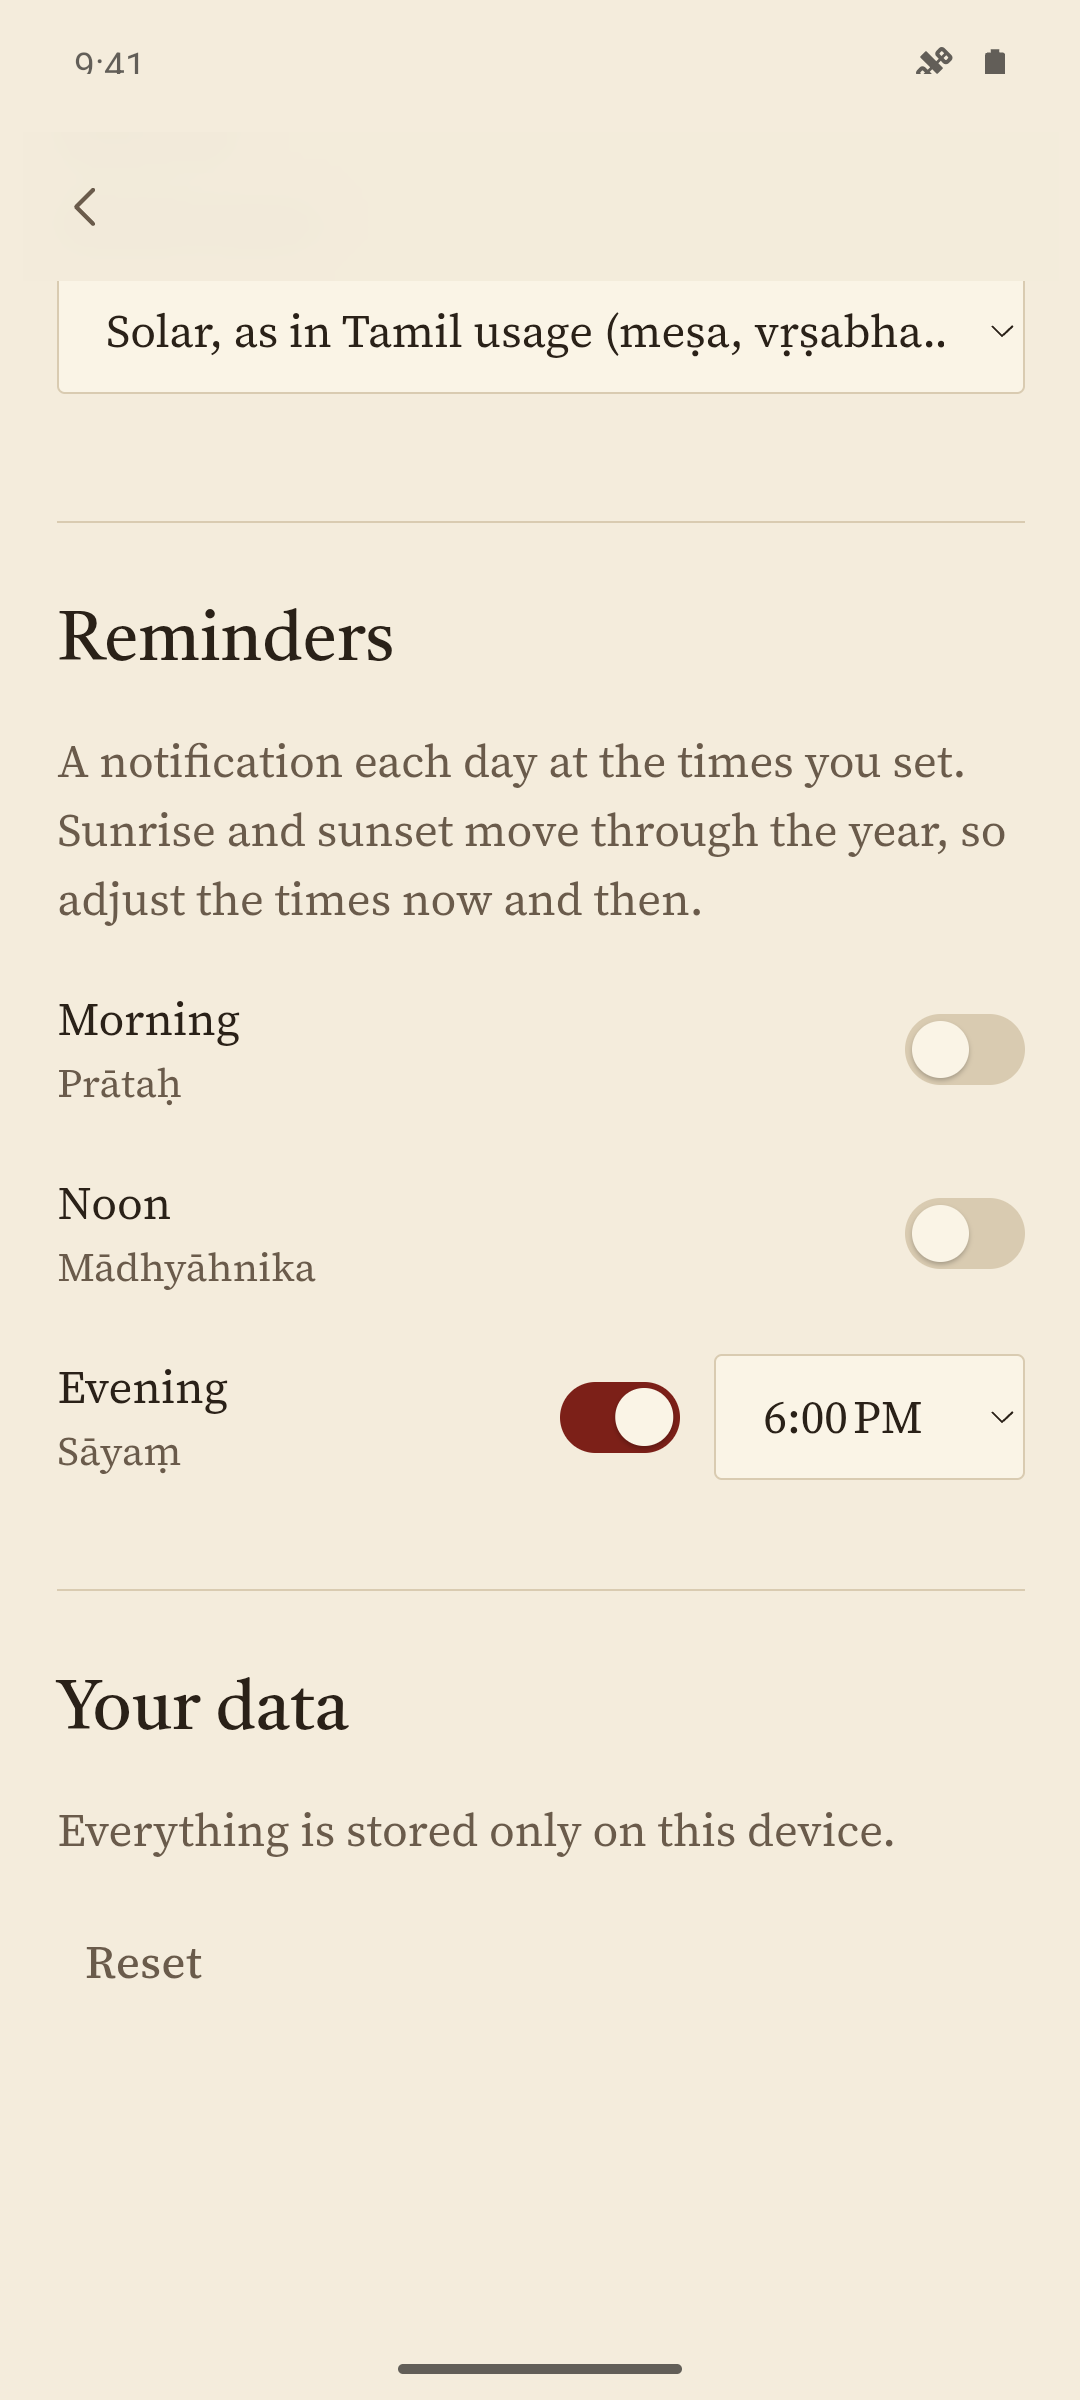 9:41
Solar, as in Tamil usage (meṣa, vṛṣabha..
Reminders
A notification each day at the times you set.
Sunrise and sunset move through the year, so
adjust the times now and then.
Morning
Prātaḥ
Noon
Mādhyāhnika
Evening
Sāyaṃ
6:00 PM
Your data
Everything is stored only on this device.
Reset